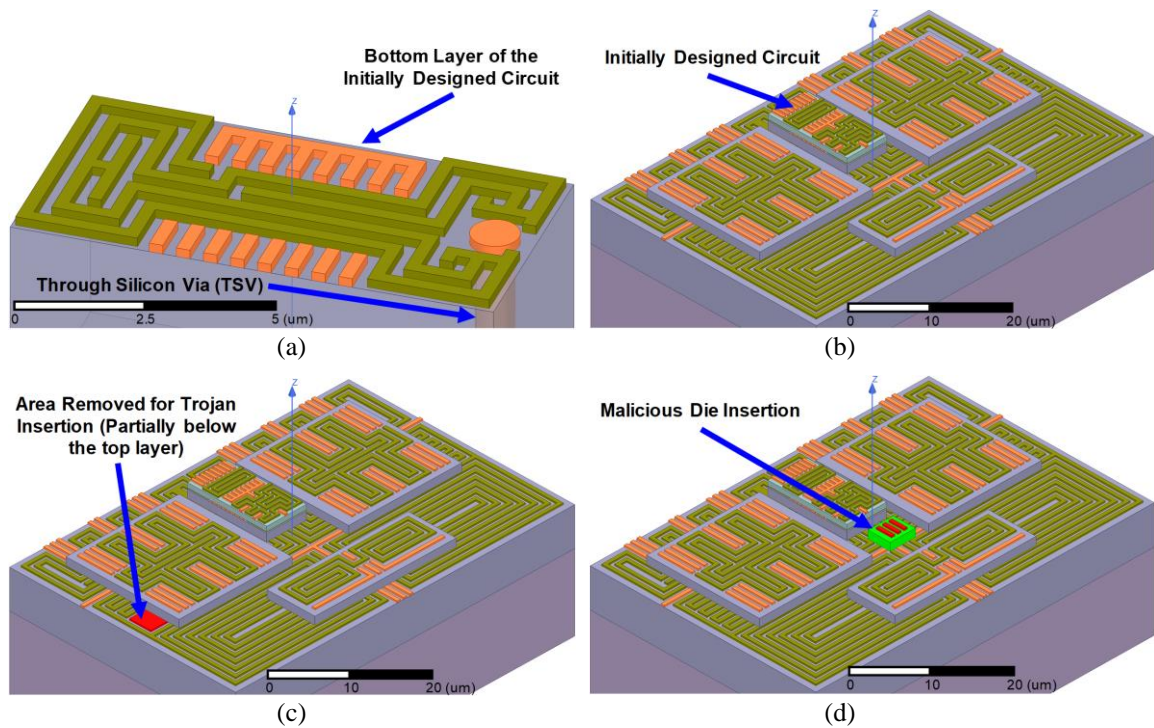 Bottom Layer of the
Initially Designed Circuit
z
Through Silicon Via (TSV)
0
2.5
5 (um)
(a)
z
Initially Designed Circuit
0
10
20 (um)
(b)
z
Area Removed for Trojan
Insertion (Partially below
the top layer)
0
10
20 (um)
(c)
z
Malicious Die Insertion
0
10
20 (um)
(d)